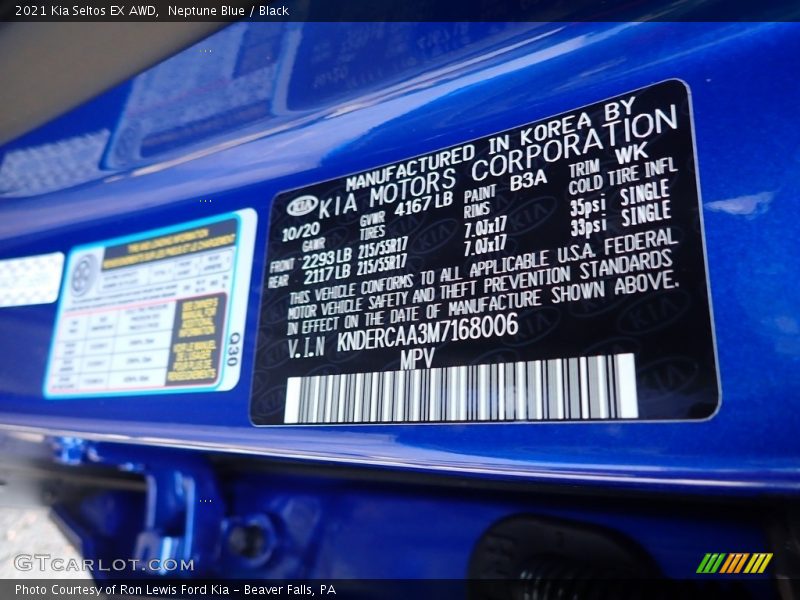 2021 Kia Seltos EX AWD, Neptune Blue / Black
MANUFACTURED IN KOREA BY
KIA KIA MOTORS CORPORATION
10/20 GVWR 4167 LB PAINT B3A TRIM WK
GAWR TIRES RIMS COLD TIRE INFL
FRONT 2293 LB 215/55R17 7.0Jx17 35psi SINGLE
REAR 2117 LB 215/55R17 7.0Jx17 33psi SINGLE
THIS VEHICLE CONFORMS TO ALL APPLICABLE U.S.A. FEDERAL
MOTOR VEHICLE SAFETY AND THEFT PREVENTION STANDARDS
IN EFFECT ON THE DATE OF MANUFACTURE SHOWN ABOVE.
V.I.N KNDERCAA3M7168006
MPV
Q30
GTCARLOT.COM
Photo Courtesy of Ron Lewis Ford Kia - Beaver Falls, PA